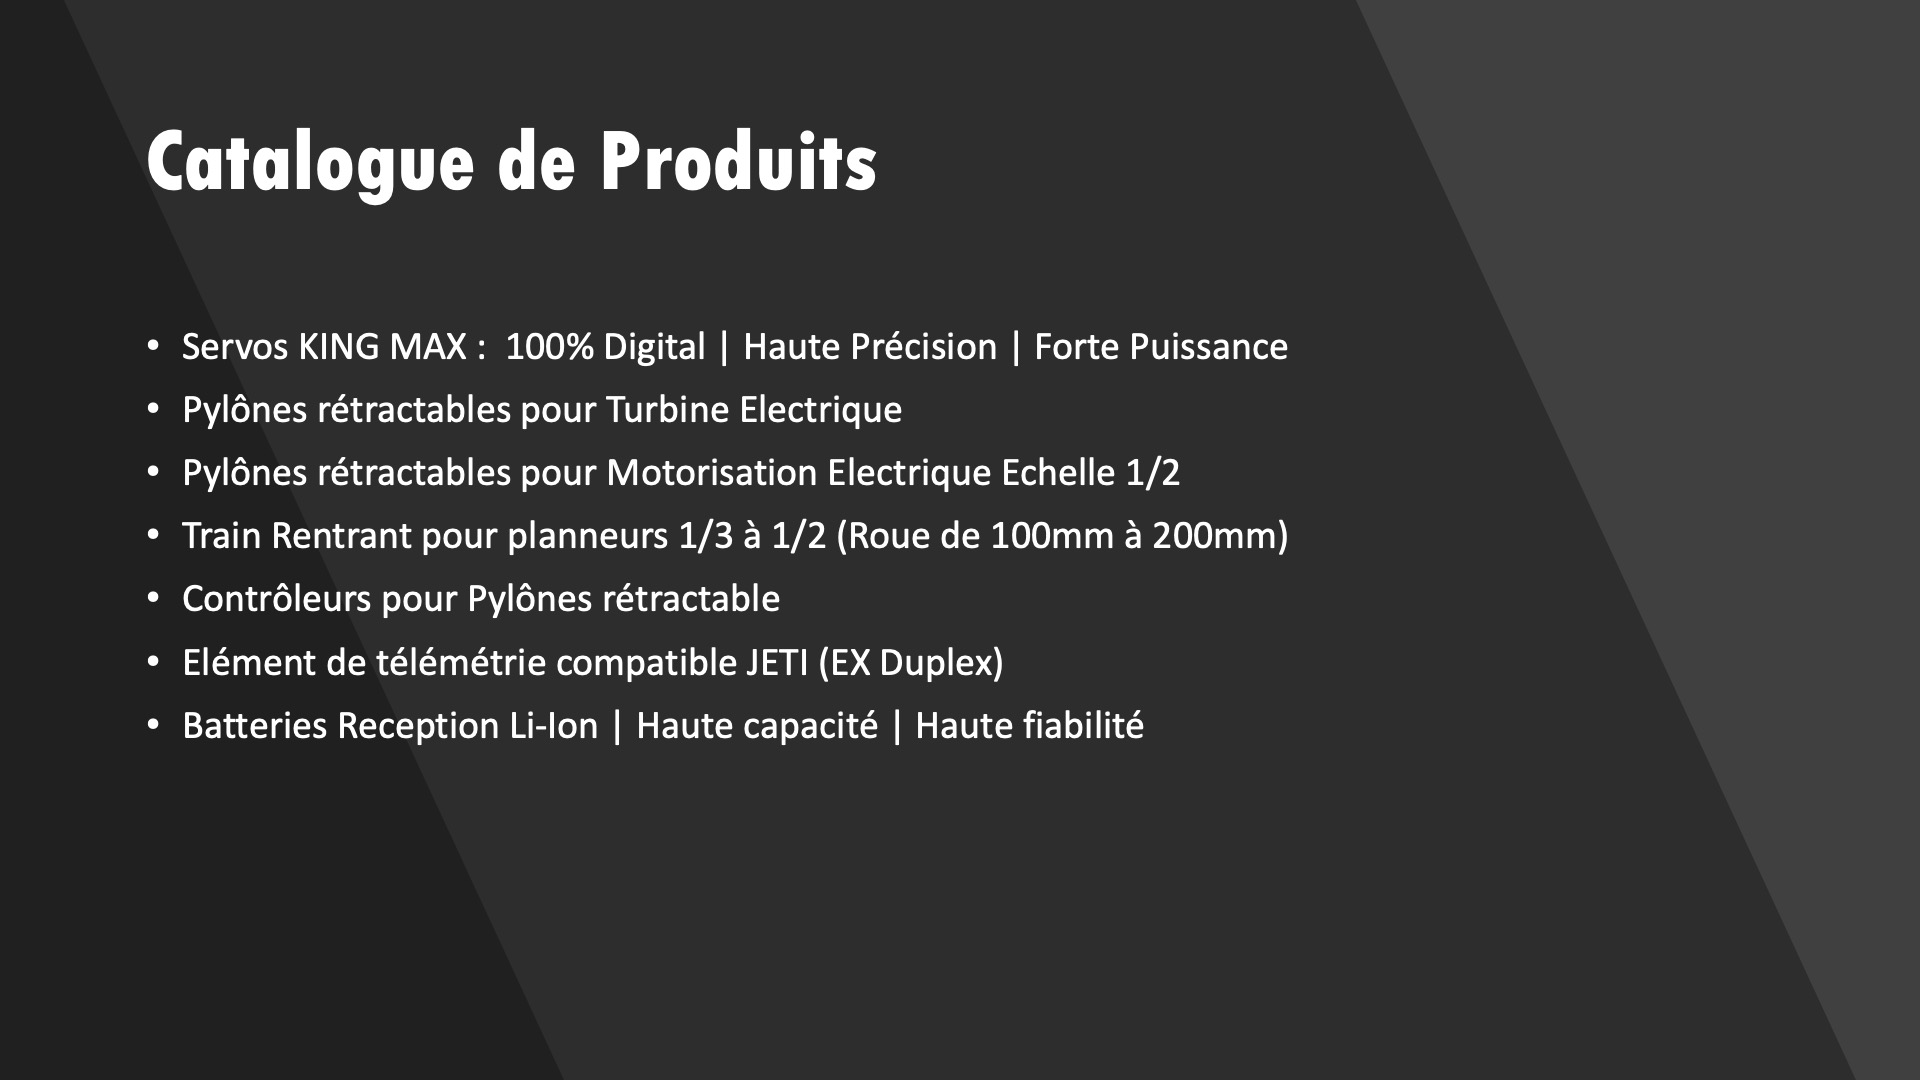 Catalogue de Produits
• Servos KING MAX :  100% Digital | Haute Précision | Forte Puissance
• Pylônes rétractables pour Turbine Electrique
• Pylônes rétractables pour Motorisation Electrique Echelle 1/2
• Train Rentrant pour planneurs 1/3 à 1/2 (Roue de 100mm à 200mm)
• Contrôleurs pour Pylônes rétractable
• Elément de télémétrie compatible JETI (EX Duplex)
• Batteries Reception Li-Ion | Haute capacité | Haute fiabilité